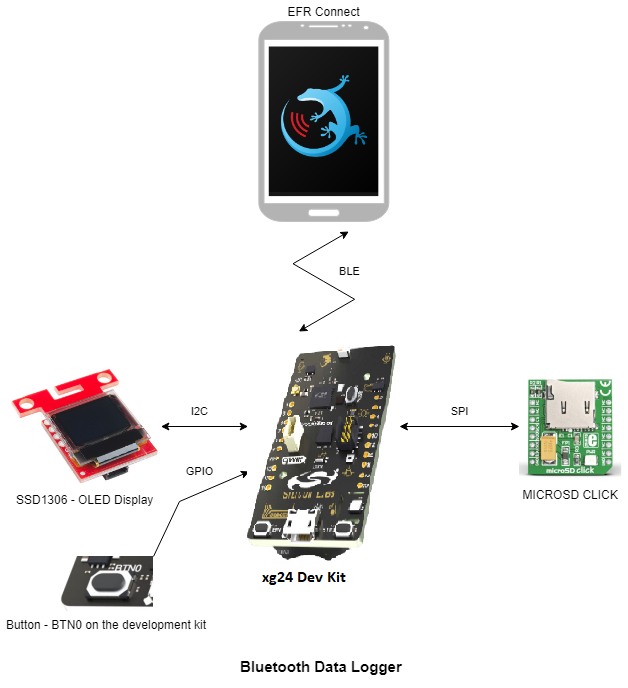 EFR Connect
BLE
I2C
SPI
GPIO
SSD1306 - OLED Display
MICROSD CLICK
microSD click
BTN0
xg24 Dev Kit
Button - BTN0 on the development kit
Bluetooth Data Logger